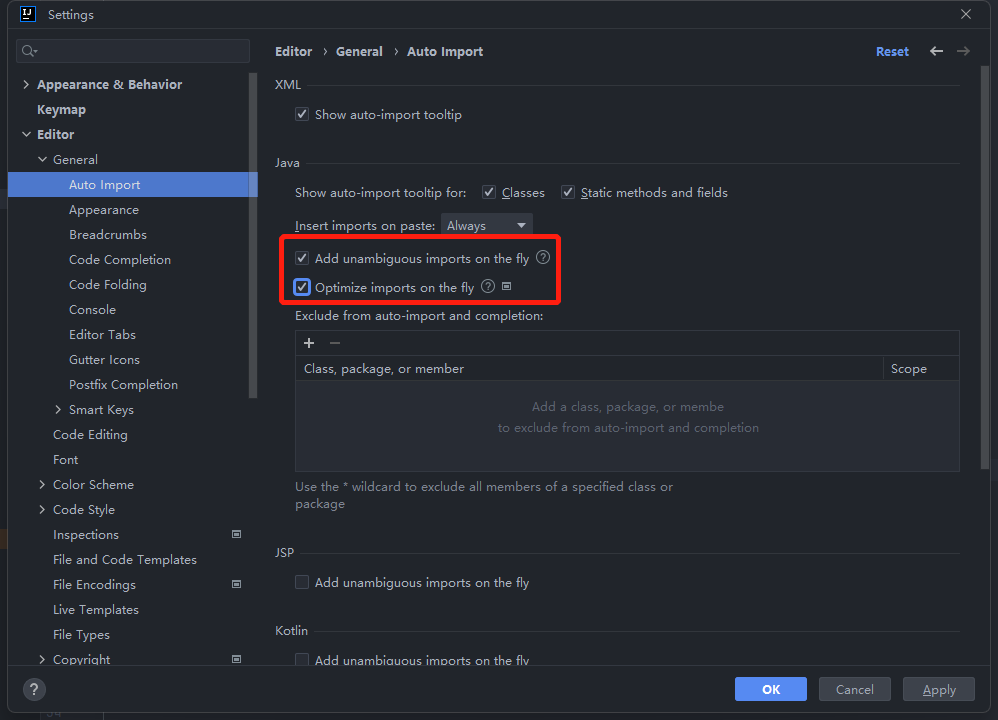 IJ Settings
Editor › General › Auto Import Reset
Appearance & Behavior
Keymap
Editor
General
Auto Import
Appearance
Breadcrumbs
Code Completion
Code Folding
Console
Editor Tabs
Gutter Icons
Postfix Completion
Smart Keys
Code Editing
Font
Color Scheme
Code Style
Inspections
File and Code Templates
File Encodings
Live Templates
File Types
Copyright
XML
Show auto-import tooltip
Java
Show auto-import tooltip for: Classes Static methods and fields
Insert imports on paste: Always
Add unambiguous imports on the fly ?
Optimize imports on the fly ?
Exclude from auto-import and completion:
+ −
Class, package, or member Scope
Add a class, package, or membe
to exclude from auto-import and completion
Use the * wildcard to exclude all members of a specified class or
package
JSP
Add unambiguous imports on the fly
Kotlin
Add unambiguous imports on the fly
? OK Cancel Apply